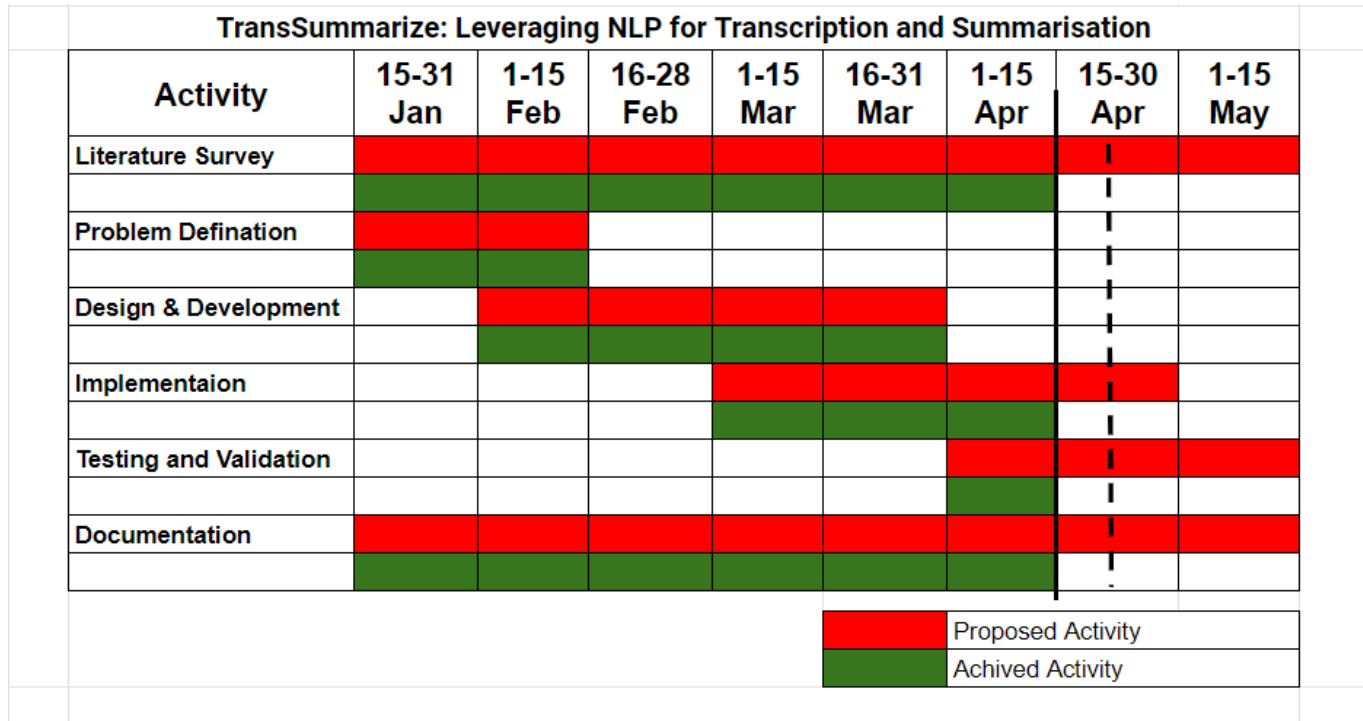 TransSummarize: Leveraging NLP for Transcription and Summarisation
Activity
15-31 Jan
1-15 Feb
16-28 Feb
1-15 Mar
16-31 Mar
1-15 Apr
15-30 Apr
1-15 May
Literature Survey
Problem Defination
Design & Development
Implementaion
Testing and Validation
Documentation
Proposed Activity
Achived Activity